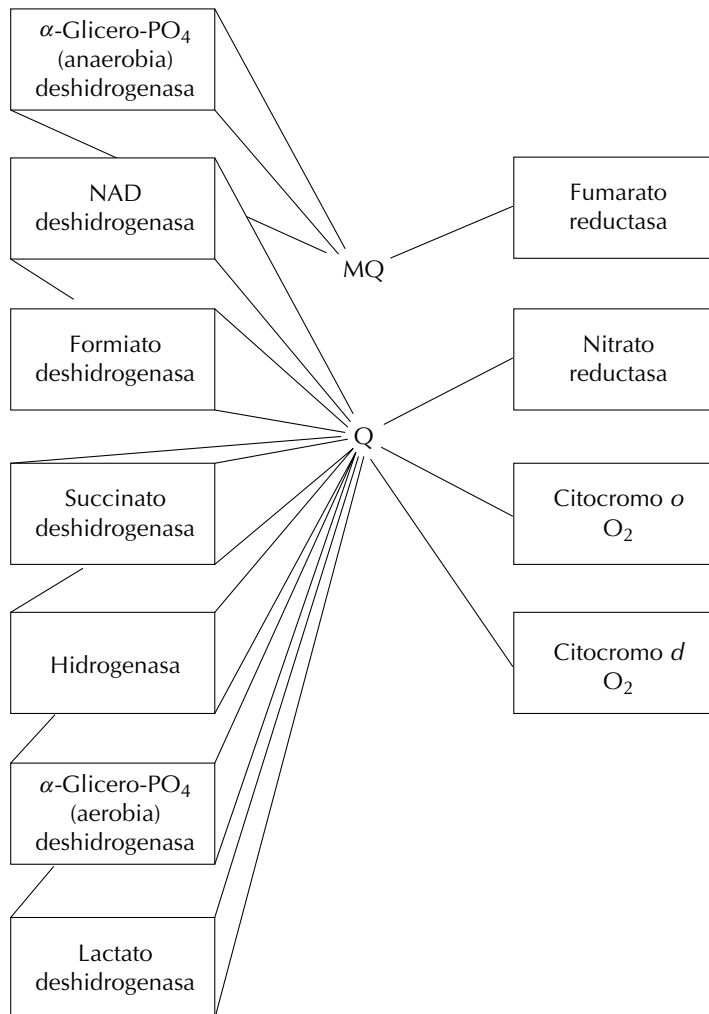 α-Glicero-PO₄
(anaerobia)
deshidrogenasa
NAD
deshidrogenasa
Formiato
deshidrogenasa
Succinato
deshidrogenasa
Hidrogenasa
α-Glicero-PO₄
(aerobia)
deshidrogenasa
Lactato
deshidrogenasa
MQ
Q
Fumarato
reductasa
Nitrato
reductasa
Citocromo o
O₂
Citocromo d
O₂